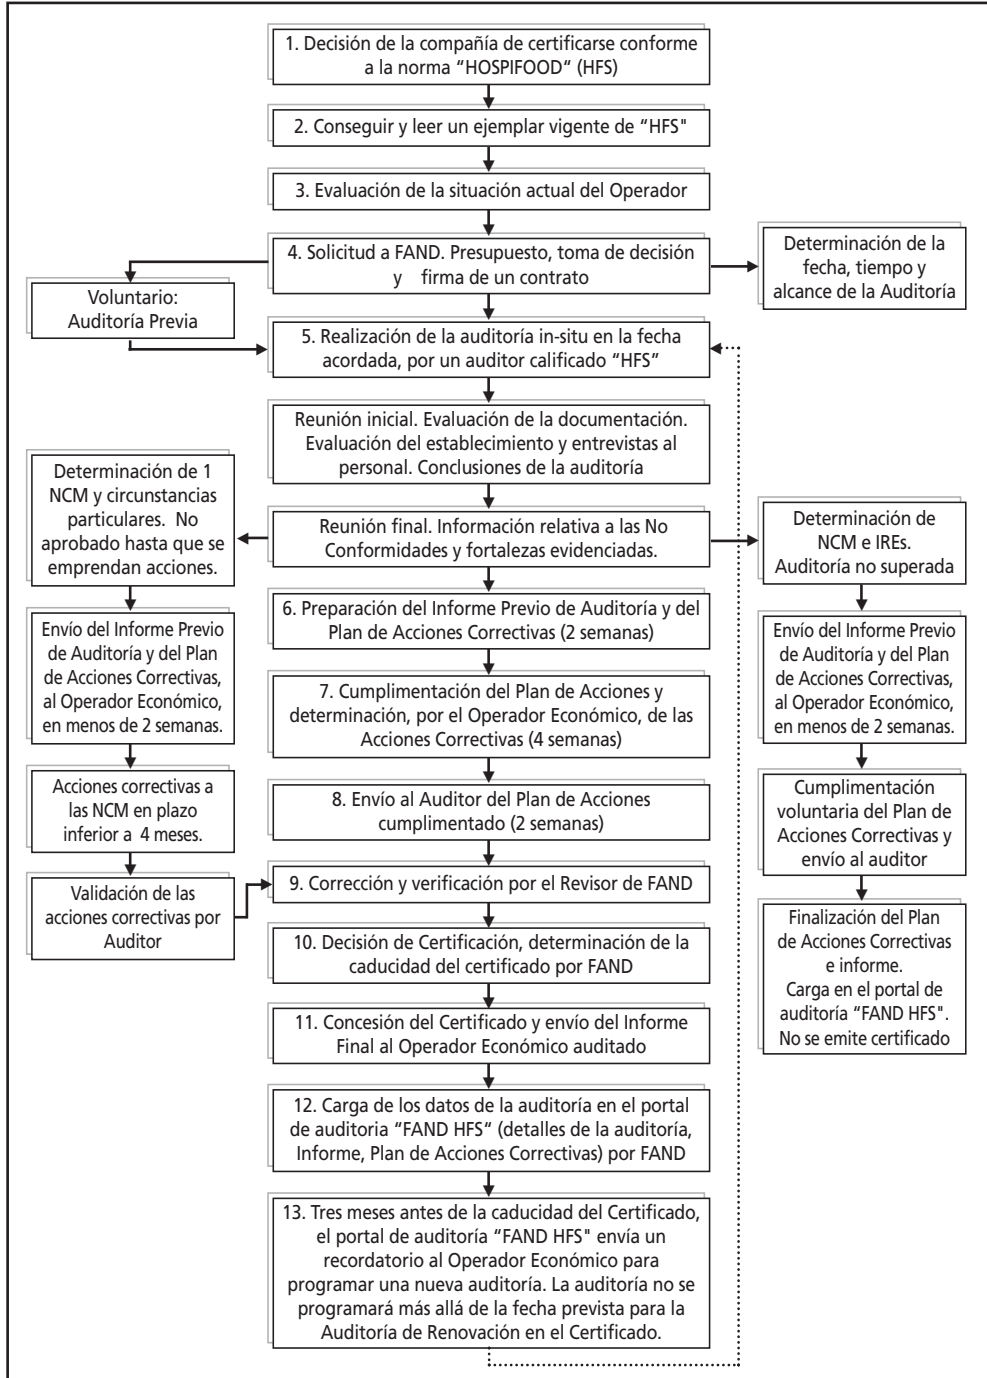 1. Decisión de la compañía de certificarse conforme
a la norma “HOSPIFOOD“ (HFS)
2. Conseguir y leer un ejemplar vigente de “HFS"
3. Evaluación de la situación actual del Operador
4. Solicitud a FAND. Presupuesto, toma de decisión
y firma de un contrato
Determinación de la
fecha, tiempo y
alcance de la Auditoría
Voluntario:
Auditoría Previa
5. Realización de la auditoría in-situ en la fecha
acordada, por un auditor calificado “HFS”
Reunión inicial. Evaluación de la documentación.
Evaluación del establecimiento y entrevistas al
personal. Conclusiones de la auditoría
Determinación de 1
NCM y circunstancias
particulares. No
aprobado hasta que se
emprendan acciones.
Reunión final. Información relativa a las No
Conformidades y fortalezas evidenciadas.
Determinación de
NCM e IREs.
Auditoría no superada
Envío del Informe Previo
de Auditoría y del Plan
de Acciones Correctivas,
al Operador Económico,
en menos de 2 semanas.
6. Preparación del Informe Previo de Auditoría y del
Plan de Acciones Correctivas (2 semanas)
Envío del Informe Previo
de Auditoría y del Plan
de Acciones Correctivas,
al Operador Económico,
en menos de 2 semanas.
7. Cumplimentación del Plan de Acciones y
determinación, por el Operador Económico, de las
Acciones Correctivas (4 semanas)
Acciones correctivas a
las NCM en plazo
inferior a 4 meses.
8. Envío al Auditor del Plan de Acciones
cumplimentado (2 semanas)
Cumplimentación
voluntaria del Plan de
Acciones Correctivas y
envío al auditor
Validación de las
acciones correctivas por
Auditor
9. Corrección y verificación por el Revisor de FAND
10. Decisión de Certificación, determinación de la
caducidad del certificado por FAND
Finalización del Plan
de Acciones Correctivas
e informe.
Carga en el portal de
auditoría “FAND HFS".
No se emite certificado
11. Concesión del Certificado y envío del Informe
Final al Operador Económico auditado
12. Carga de los datos de la auditoría en el portal
de auditoria “FAND HFS“ (detalles de la auditoría,
Informe, Plan de Acciones Correctivas) por FAND
13. Tres meses antes de la caducidad del Certificado,
el portal de auditoría “FAND HFS" envía un
recordatorio al Operador Económico para
programar una nueva auditoría. La auditoría no se
programará más allá de la fecha prevista para la
Auditoría de Renovación en el Certificado.